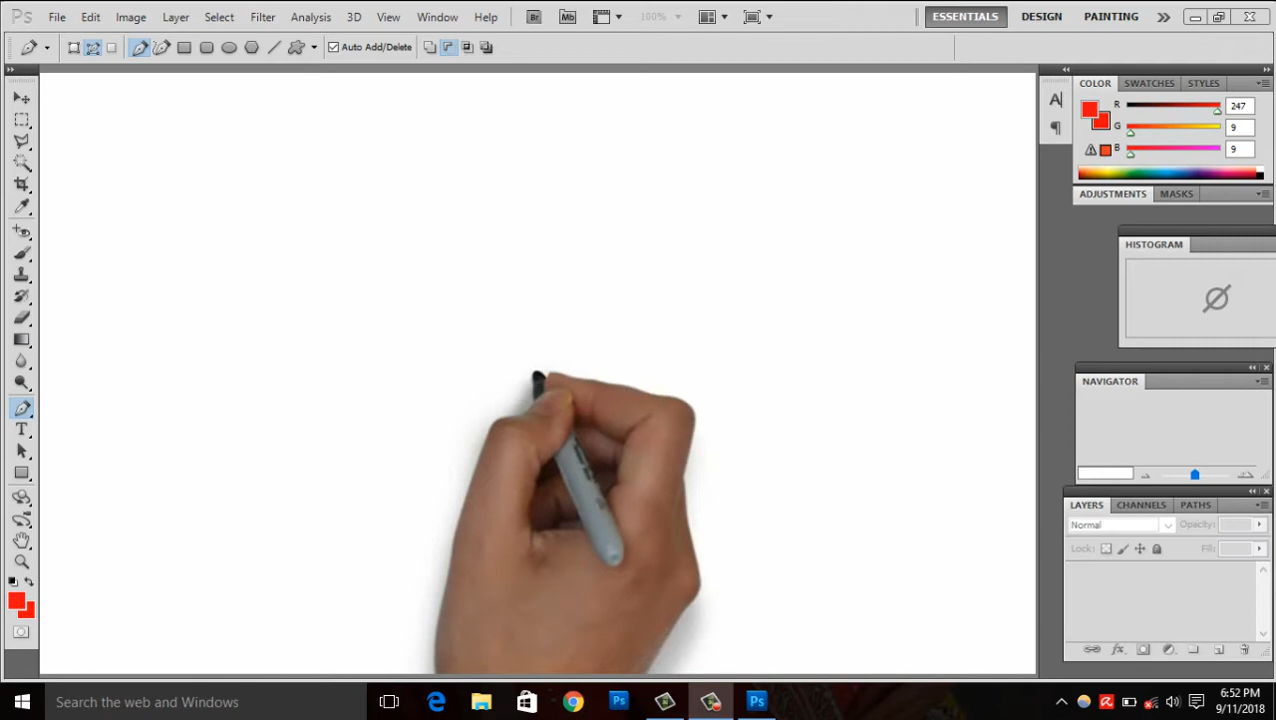 Ps File Edit Image Layer Select Filter Analysis 3D View Window Help Br Mb 100% ESSENTIALS DESIGN PAINTING
Auto Add/Delete
COLOR SWATCHES STYLES
R 247
G 9
B 9
ADJUSTMENTS MASKS
HISTOGRAM
NAVIGATOR
LAYERS CHANNELS PATHS
Normal Opacity:
Lock: Fill:
Search the web and Windows
6:52 PM
9/11/2018